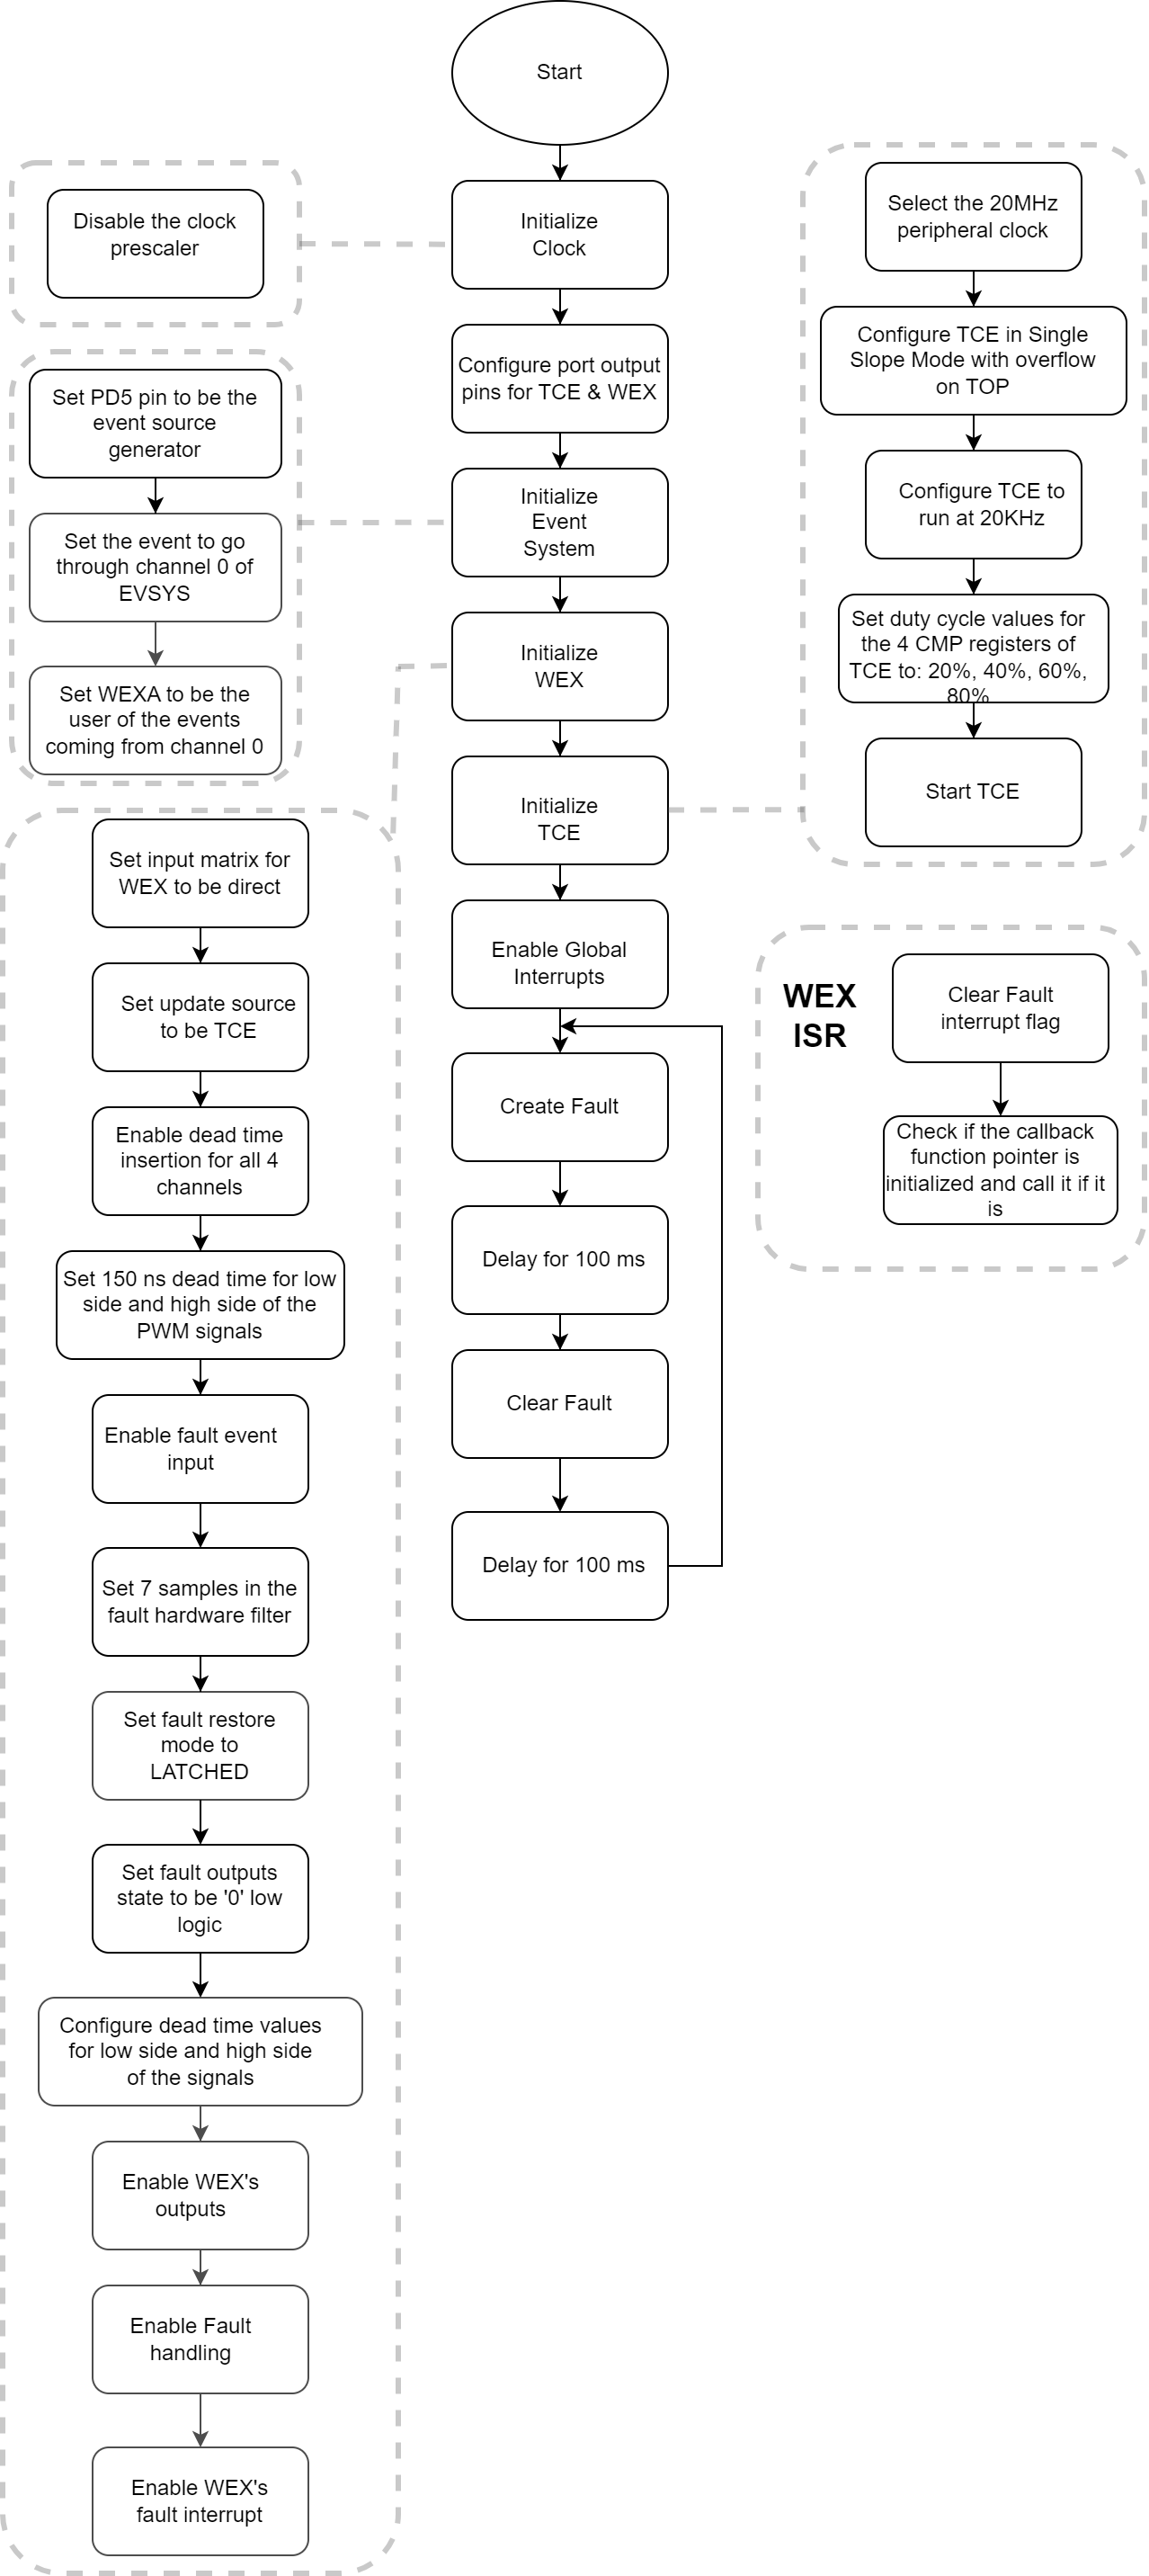 Start
Initialize
Clock
Configure port output
pins for TCE & WEX
Initialize
Event
System
Initialize
WEX
Initialize
TCE
Enable Global
Interrupts
Create Fault
Delay for 100 ms
Clear Fault
Delay for 100 ms
Disable the clock
prescaler
Set PD5 pin to be the
event source
generator
Set the event to go
through channel 0 of
EVSYS
Set WEXA to be the
user of the events
coming from channel 0
Set input matrix for
WEX to be direct
Set update source
to be TCE
Enable dead time
insertion for all 4
channels
Set 150 ns dead time for low
side and high side of the
PWM signals
Enable fault event
input
Set 7 samples in the
fault hardware filter
Set fault restore
mode to
LATCHED
Set fault outputs
state to be '0' low
logic
Configure dead time values
for low side and high side
of the signals
Enable WEX's
outputs
Enable Fault
handling
Enable WEX's
fault interrupt
Select the 20MHz
peripheral clock
Configure TCE in Single
Slope Mode with overflow
on TOP
Configure TCE to
run at 20KHz
Set duty cycle values for
the 4 CMP registers of
TCE to: 20%, 40%, 60%,
80%
Start TCE
WEX
ISR
Clear Fault
interrupt flag
Check if the callback
function pointer is
initialized and call it if it
is